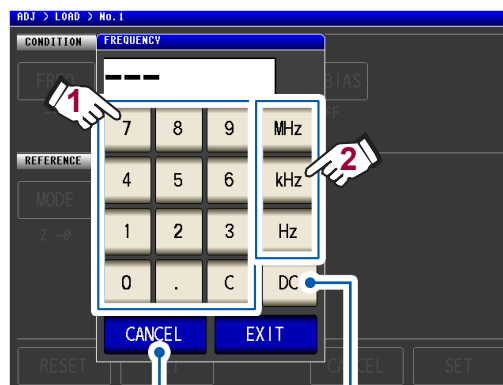 ADJ > LOAD > No.1
CONDITION
FREQUENCY
FREQ
---
BIAS
1
7 8 9 MHz
REFERENCE
2
4 5 6 kHz
MODE
1 2 3 Hz
Z -θ
0 . C DC
CANCEL EXIT
RESET
CANCEL SET